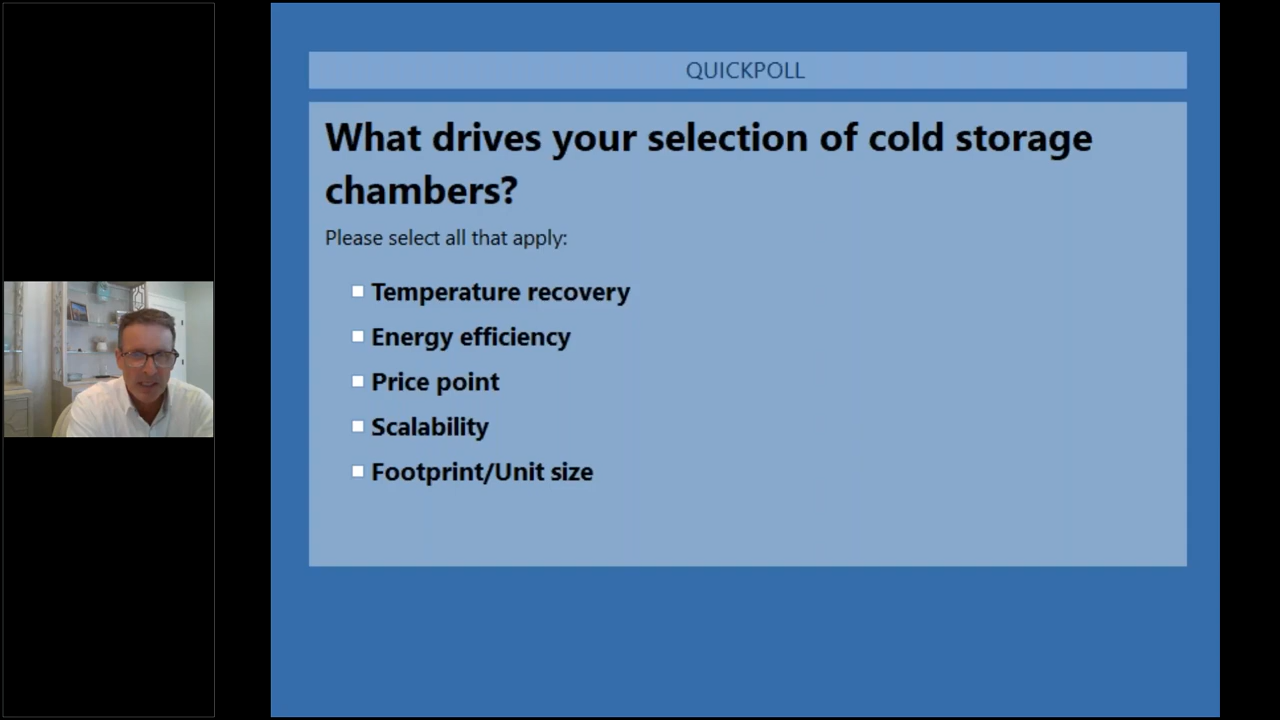 QUICKPOLL
What drives your selection of cold storage
chambers?
Please select all that apply:
Temperature recovery
Energy efficiency
Price point
Scalability
Footprint/Unit size